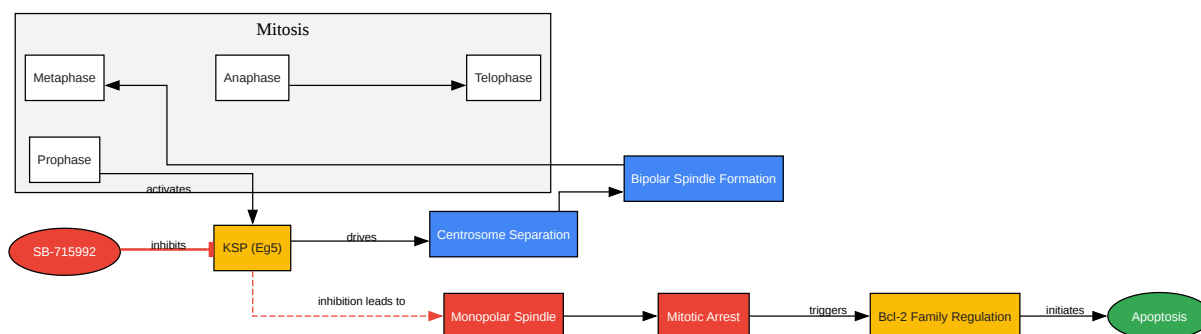 Mitosis
Metaphase
Anaphase
Telophase
Prophase
activates
Bipolar Spindle Formation
SB-715992
inhibits
KSP (Eg5)
drives
Centrosome Separation
inhibition leads to
Monopolar Spindle
Mitotic Arrest
triggers
Bcl-2 Family Regulation
initiates
Apoptosis